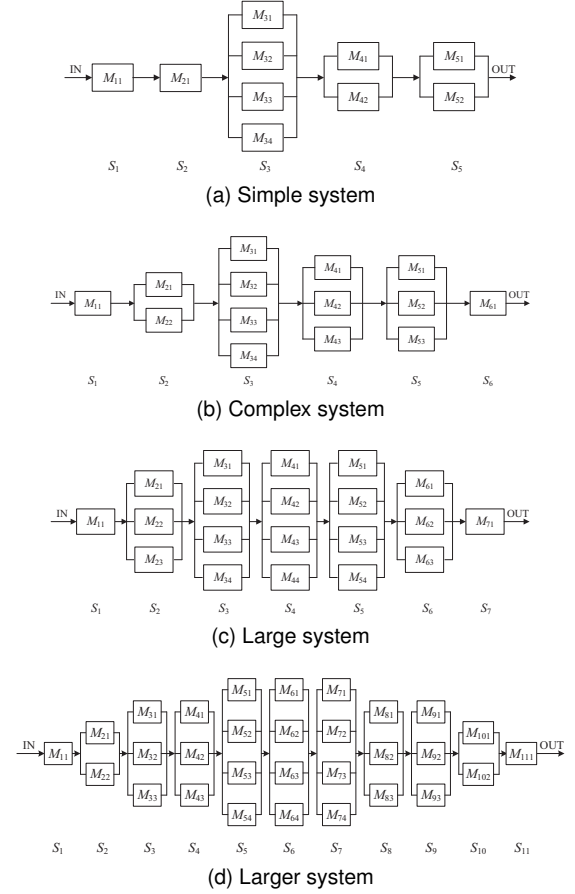 M31
M32 M41 M51
IN M11 M21 OUT
M33 M42 M52
M34
S1 S2 S3 S4 S5
(a) Simple system
M31
M21 M32 M41 M51
IN M11 M42 M52 M61 OUT
M22 M33
M34 M43 M53
S1 S2 S3 S4 S5 S6
(b) Complex system
M31 M41 M51
M21 M61
M32 M42 M52
IN M11 M22 M62 M71 OUT
M33 M43 M53
M23 M63
M34 M44 M54
S1 S2 S3 S4 S5 S6 S7
(c) Large system
M51 M61 M71
M31 M41 M81 M91
M21 M52 M62 M72 M101
IN M11 M32 M42 M82 M92 M111 OUT
M22 M53 M63 M73 M102
M33 M43 M83 M93
M54 M64 M74
S1 S2 S3 S4 S5 S6 S7 S8 S9 S10 S11
(d) Larger system